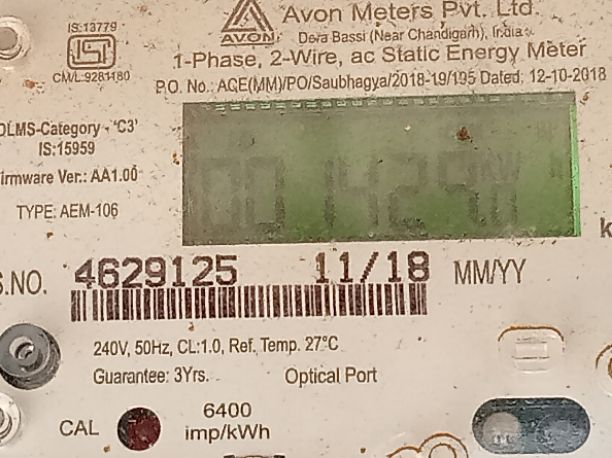 IS:13779
Avon Meters Pvt. Ltd.
AVON
Dera Bassi (Near Chandigarh), India.
CM/L:9281180
1-Phase, 2-Wire, ac Static Energy Meter
P.O. No.: ACE(MM)/PO/Saubhagya/2018-19/195 Dated: 12-10-2018
DLMS-Category - 'C3'
IS:15959
Firmware Ver.: AA1.00
TYPE: AEM-106
001429
k
S.NO. 4629125 11/18 MM/YY
240V, 50Hz, CL:1.0, Ref. Temp. 27°C
Guarantee: 3Yrs. Optical Port
CAL 6400
imp/kWh